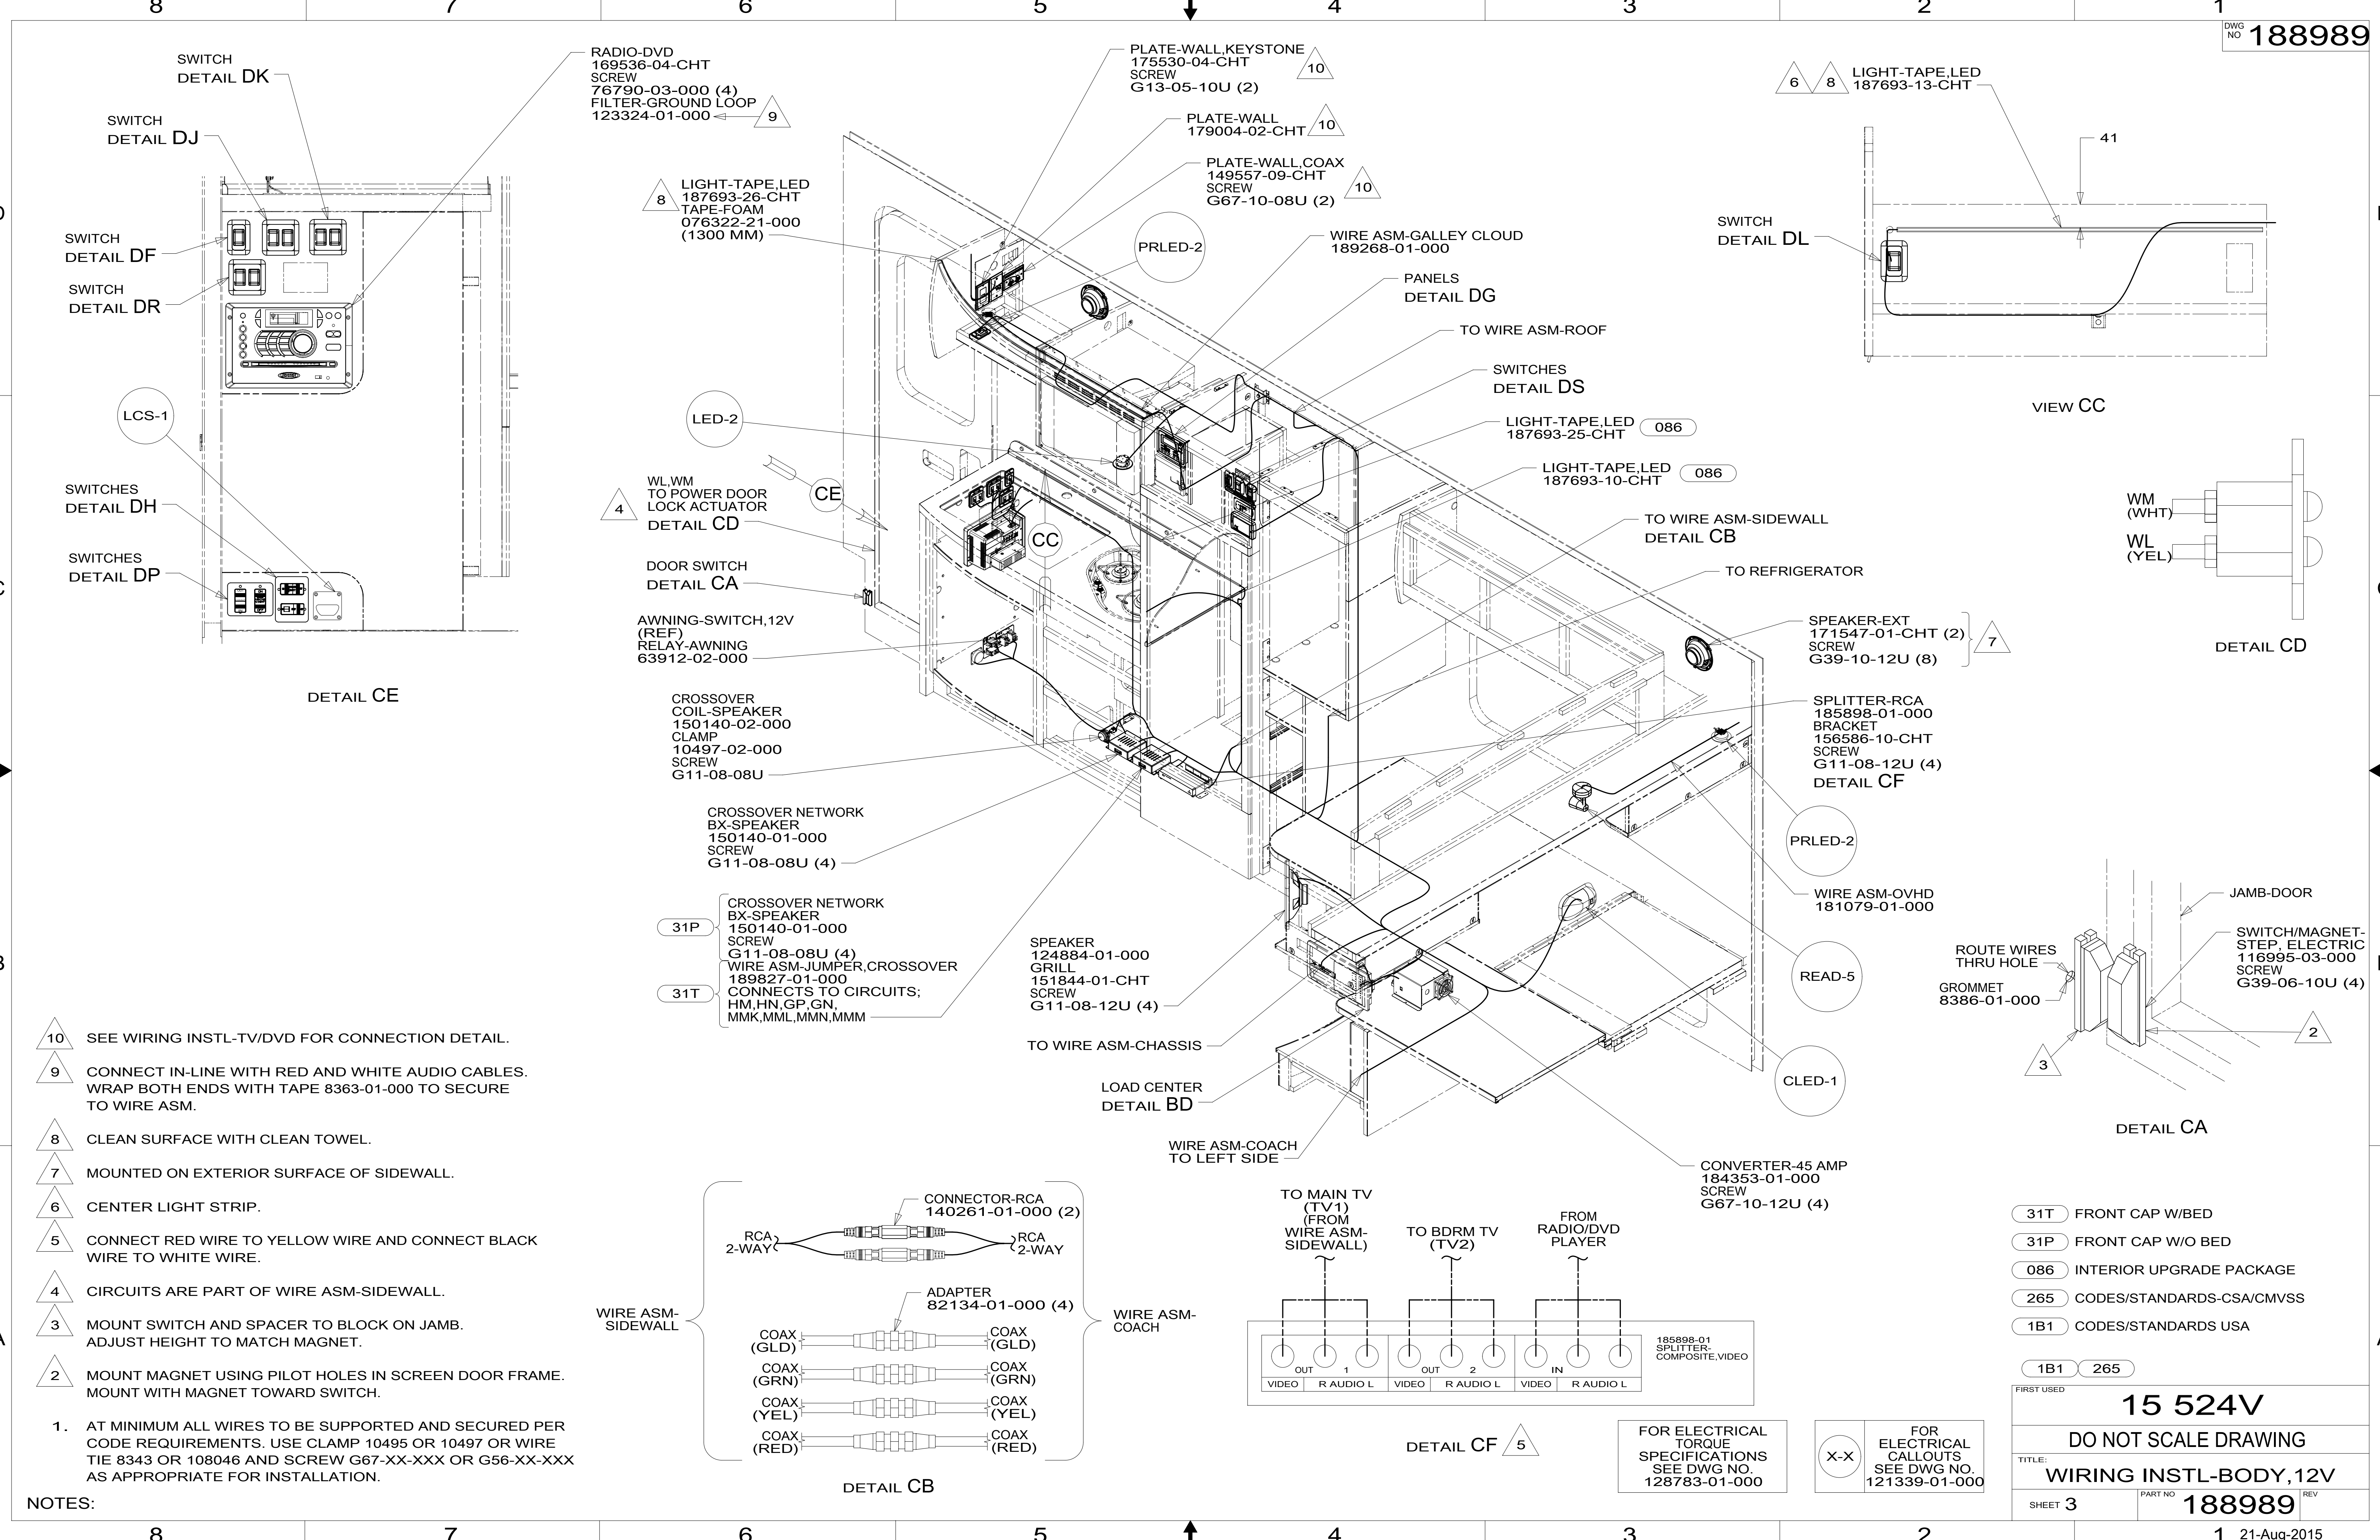 8 7 6 5 4 3 2 1
DWG
NO 188989
SWITCH
DETAIL DK
SWITCH
DETAIL DJ
SWITCH
DETAIL DF
SWITCH
DETAIL DR
LCS-1
SWITCHES
DETAIL DH
SWITCHES
DETAIL DP
DETAIL CE
RADIO-DVD
169536-04-CHT
SCREW
76790-03-000 (4)
FILTER-GROUND LOOP
123324-01-000
9
8
LIGHT-TAPE,LED
187693-26-CHT
TAPE-FOAM
076322-21-000
(1300 MM)
PLATE-WALL,KEYSTONE
175530-04-CHT
SCREW
G13-05-10U (2)
10
PLATE-WALL
179004-02-CHT
10
PLATE-WALL,COAX
149557-09-CHT
SCREW
G67-10-08U (2)
10
PRLED-2
WIRE ASM-GALLEY CLOUD
189268-01-000
PANELS
DETAIL DG
TO WIRE ASM-ROOF
SWITCHES
DETAIL DS
LIGHT-TAPE,LED
187693-25-CHT
086
LIGHT-TAPE,LED
187693-10-CHT
086
TO WIRE ASM-SIDEWALL
DETAIL CB
TO REFRIGERATOR
LED-2
CE
CC
4
WL,WM
TO POWER DOOR
LOCK ACTUATOR
DETAIL CD
DOOR SWITCH
DETAIL CA
AWNING-SWITCH,12V
(REF)
RELAY-AWNING
63912-02-000
CROSSOVER
COIL-SPEAKER
150140-02-000
CLAMP
10497-02-000
SCREW
G11-08-08U
CROSSOVER NETWORK
BX-SPEAKER
150140-01-000
SCREW
G11-08-08U (4)
31P
CROSSOVER NETWORK
BX-SPEAKER
150140-01-000
SCREW
G11-08-08U (4)
31T
WIRE ASM-JUMPER,CROSSOVER
189827-01-000
CONNECTS TO CIRCUITS;
HM,HN,GP,GN,
MMK,MML,MMN,MMM
SPEAKER
124884-01-000
GRILL
151844-01-CHT
SCREW
G11-08-12U (4)
TO WIRE ASM-CHASSIS
LOAD CENTER
DETAIL BD
WIRE ASM-COACH
TO LEFT SIDE
6 8
LIGHT-TAPE,LED
187693-13-CHT
41
SWITCH
DETAIL DL
VIEW CC
WM
(WHT)
WL
(YEL)
DETAIL CD
SPEAKER-EXT
171547-01-CHT (2)
SCREW
G39-10-12U (8)
7
SPLITTER-RCA
185898-01-000
BRACKET
156586-10-CHT
SCREW
G11-08-12U (4)
DETAIL CF
PRLED-2
WIRE ASM-OVHD
181079-01-000
READ-5
CLED-1
CONVERTER-45 AMP
184353-01-000
SCREW
G67-10-12U (4)
JAMB-DOOR
ROUTE WIRES
THRU HOLE
GROMMET
8386-01-000
SWITCH/MAGNET-
STEP, ELECTRIC
116995-03-000
SCREW
G39-06-10U (4)
2
3
DETAIL CA
10 SEE WIRING INSTL-TV/DVD FOR CONNECTION DETAIL.
9 CONNECT IN-LINE WITH RED AND WHITE AUDIO CABLES.
WRAP BOTH ENDS WITH TAPE 8363-01-000 TO SECURE
TO WIRE ASM.
8 CLEAN SURFACE WITH CLEAN TOWEL.
7 MOUNTED ON EXTERIOR SURFACE OF SIDEWALL.
6 CENTER LIGHT STRIP.
5 CONNECT RED WIRE TO YELLOW WIRE AND CONNECT BLACK
WIRE TO WHITE WIRE.
4 CIRCUITS ARE PART OF WIRE ASM-SIDEWALL.
3 MOUNT SWITCH AND SPACER TO BLOCK ON JAMB.
ADJUST HEIGHT TO MATCH MAGNET.
2 MOUNT MAGNET USING PILOT HOLES IN SCREEN DOOR FRAME.
MOUNT WITH MAGNET TOWARD SWITCH.
1. AT MINIMUM ALL WIRES TO BE SUPPORTED AND SECURED PER
CODE REQUIREMENTS. USE CLAMP 10495 OR 10497 OR WIRE
TIE 8343 OR 108046 AND SCREW G67-XX-XXX OR G56-XX-XXX
AS APPROPRIATE FOR INSTALLATION.
NOTES:
WIRE ASM-
SIDEWALL
RCA
2-WAY
CONNECTOR-RCA
140261-01-000 (2)
RCA
2-WAY
ADAPTER
82134-01-000 (4)
COAX
(GLD)
COAX
(GLD)
COAX
(GRN)
COAX
(GRN)
COAX
(YEL)
COAX
(YEL)
COAX
(RED)
COAX
(RED)
WIRE ASM-
COACH
DETAIL CB
TO MAIN TV
(TV1)
(FROM
WIRE ASM-
SIDEWALL)
TO BDRM TV
(TV2)
FROM
RADIO/DVD
PLAYER
OUT 1 OUT 2 IN
VIDEO R AUDIO L VIDEO R AUDIO L VIDEO R AUDIO L
185898-01
SPLITTER-
COMPOSITE,VIDEO
DETAIL CF 5
FOR ELECTRICAL
TORQUE
SPECIFICATIONS
SEE DWG NO.
128783-01-000
X-X
FOR
ELECTRICAL
CALLOUTS
SEE DWG NO.
121339-01-000
31T FRONT CAP W/BED
31P FRONT CAP W/O BED
086 INTERIOR UPGRADE PACKAGE
265 CODES/STANDARDS-CSA/CMVSS
1B1 CODES/STANDARDS USA
1B1 265
FIRST USED
15 524V
DO NOT SCALE DRAWING
TITLE:
WIRING INSTL-BODY,12V
SHEET 3
PART NO 188989 REV
8 7 6 5 4 3 2 1
21-Aug-2015